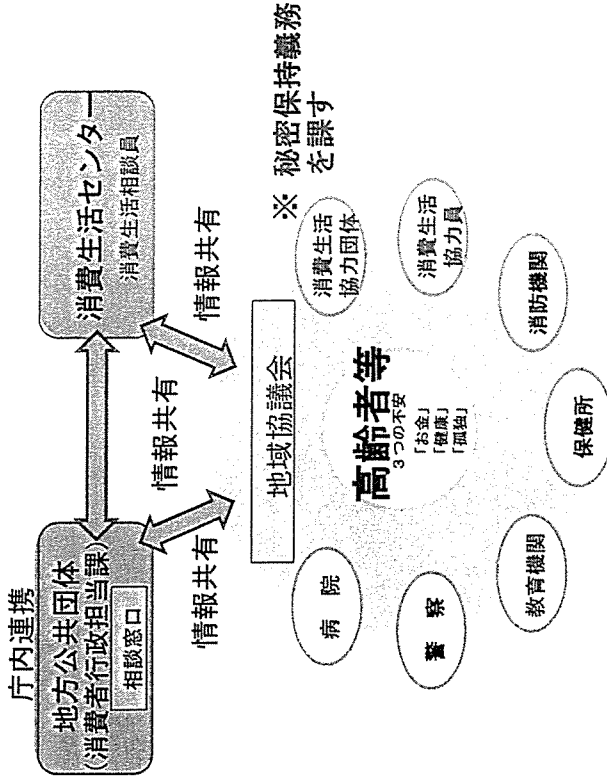 庁内連携
地方公共団体
(消費者行政担当課)
相談窓口
消費生活センター
消費生活相談員
情報共有
情報共有
情報共有
地域協議会
※ 秘密保持義務
を課す
高齢者等
3つの不安
「お金」
「健康」
「孤独」
病 院
警 察
教育機関
保健所
消防機関
消費生活
協力員
消費生活
協力団体